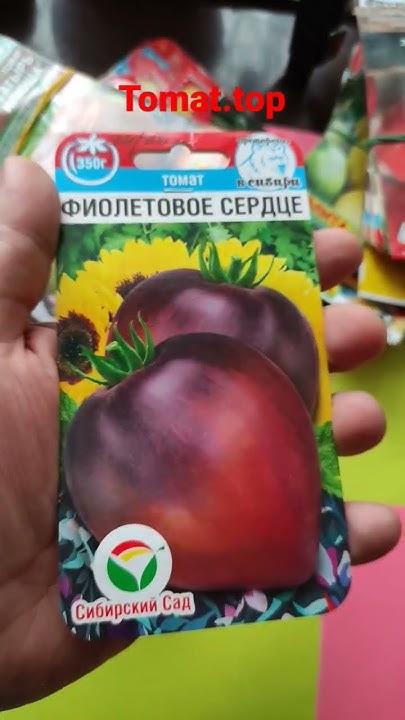 Tomat.top
350г
томат
в сибири
ФИОЛЕТОВОЕ СЕРДЦЕ
Сибирский Сад